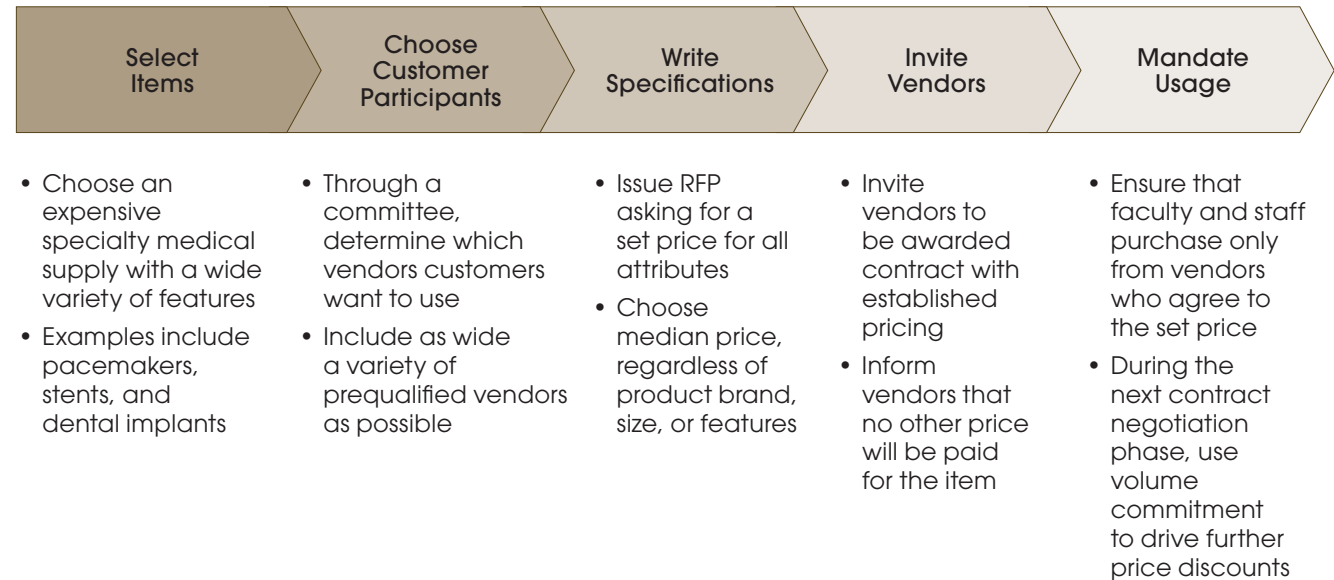 Select
Items
Choose
Customer
Participants
Write
Specifications
Invite
Vendors
Mandate
Usage
• Choose an
expensive
specialty medical
supply with a wide
variety of features
• Examples include
pacemakers,
stents, and
dental implants
• Through a
committee,
determine which
vendors customers
want to use
• Include as wide
a variety of
prequalified vendors
as possible
• Issue RFP
asking for a
set price for all
attributes
• Choose
median price,
regardless of
product brand,
size, or features
• Invite
vendors to
be awarded
contract with
established
pricing
• Inform
vendors that
no other price
will be paid
for the item
• Ensure that
faculty and staff
purchase only
from vendors
who agree to
the set price
• During the
next contract
negotiation
phase, use
volume
commitment
to drive further
price discounts